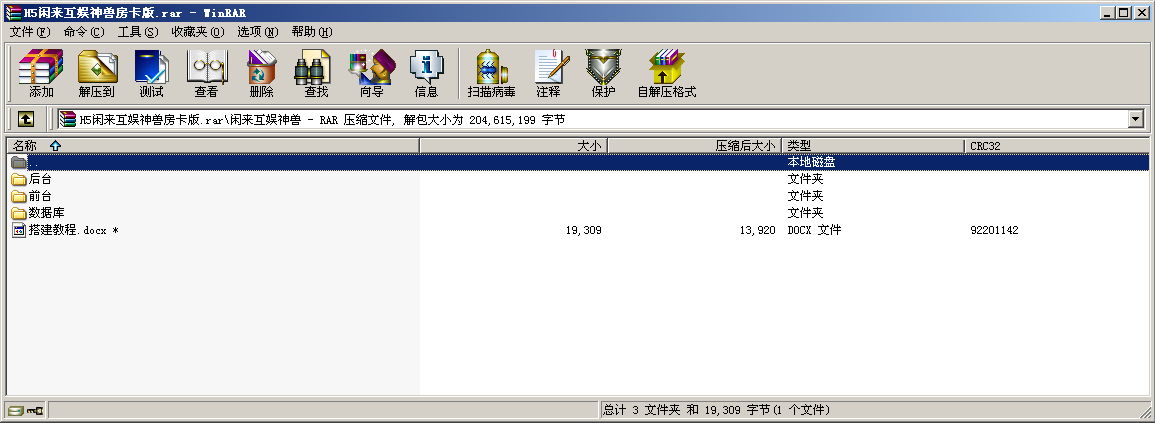 H5闲来互娱神兽房卡版.rar - WinRAR
文件(F) 命令(C) 工具(S) 收藏夹(O) 选项(N) 帮助(H)
添加 解压到 测试 查看 删除 查找 向导 信息 扫描病毒 注释 保护 自解压格式
H5闲来互娱神兽房卡版.rar\闲来互娱神兽 - RAR 压缩文件, 解包大小为 204,615,199 字节
名称 大小 压缩后大小 类型 CRC32
.. 本地磁盘
后台 文件夹
前台 文件夹
数据库 文件夹
搭建教程.docx * 19,309 13,920 DOCX 文件 92201142
总计 3 文件夹 和 19,309 字节(1 个文件)